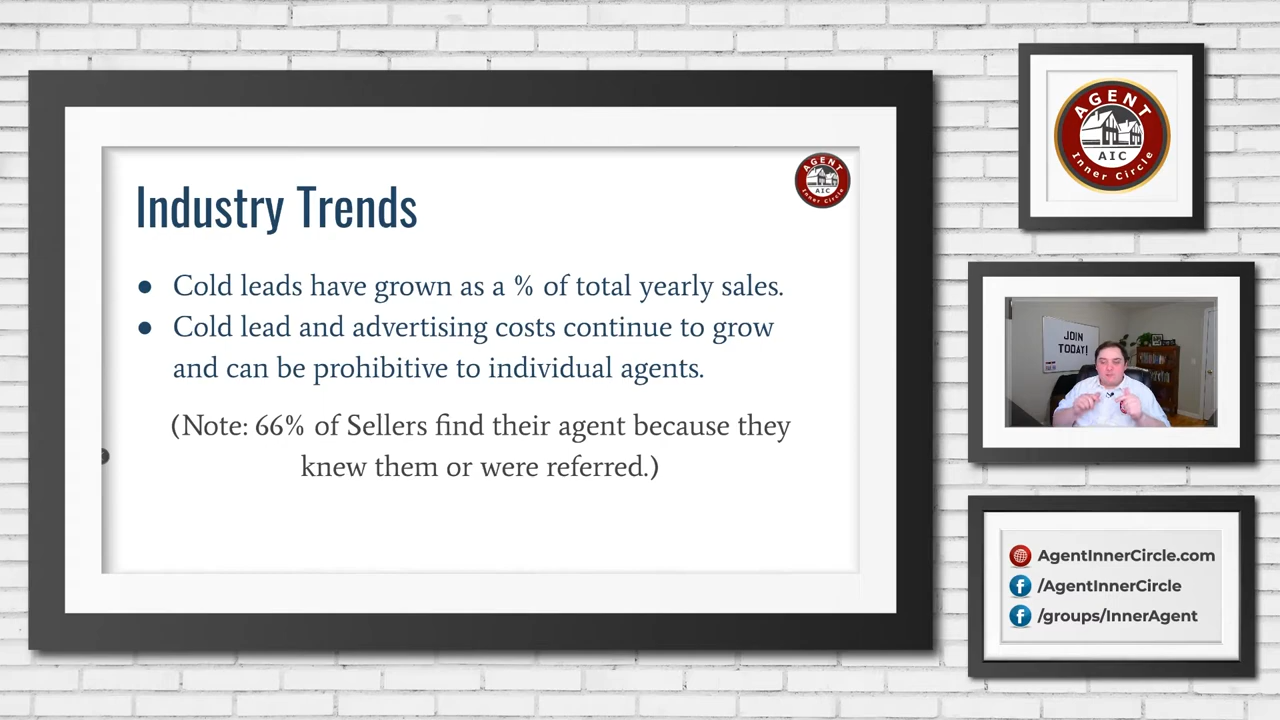 Industry Trends
● Cold leads have grown as a % of total yearly sales.
● Cold lead and advertising costs continue to grow
and can be prohibitive to individual agents.
(Note: 66% of Sellers find their agent because they
knew them or were referred.)
AGENT
AIC
Inner Circle
AGENT
AIC
Inner Circle
JOIN
TODAY!
AgentInnerCircle.com
/AgentInnerCircle
/groups/InnerAgent